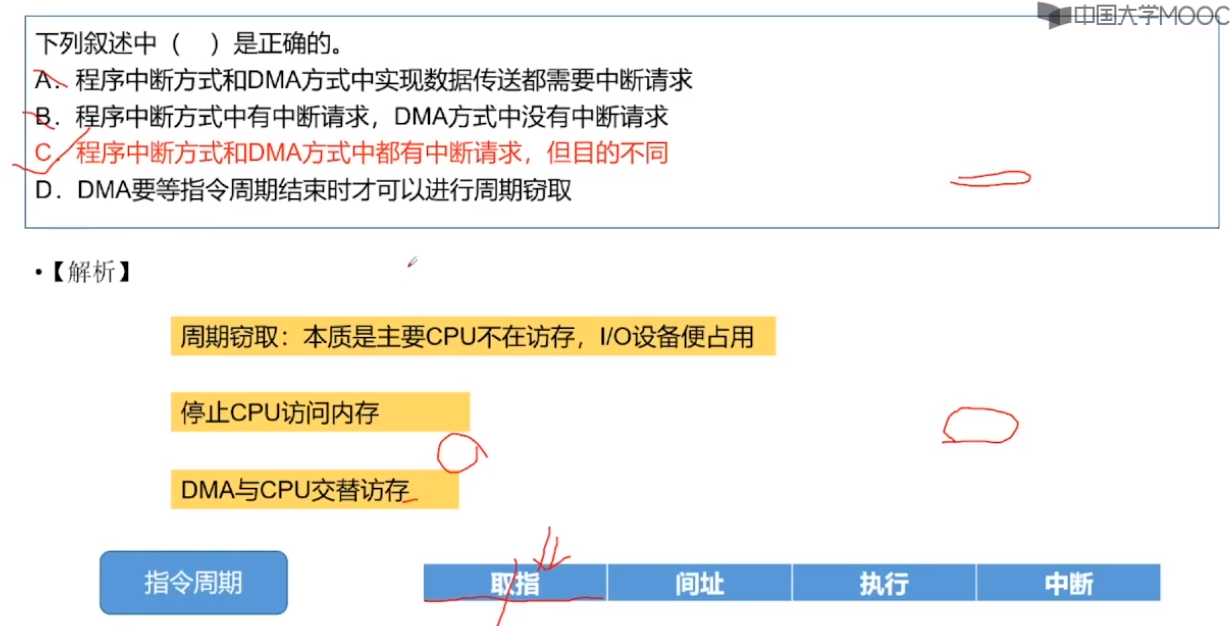 中国大学MOOC
下列叙述中（ ）是正确的。
A. 程序中断方式和DMA方式中实现数据传送都需要中断请求
B. 程序中断方式中有中断请求，DMA方式中没有中断请求
C. 程序中断方式和DMA方式中都有中断请求，但目的不同
D. DMA要等指令周期结束时才可以进行周期窃取
•【解析】
周期窃取：本质是主要CPU不在访存，I/O设备便占用
停止CPU访问内存
DMA与CPU交替访存
指令周期 取指 间址 执行 中断